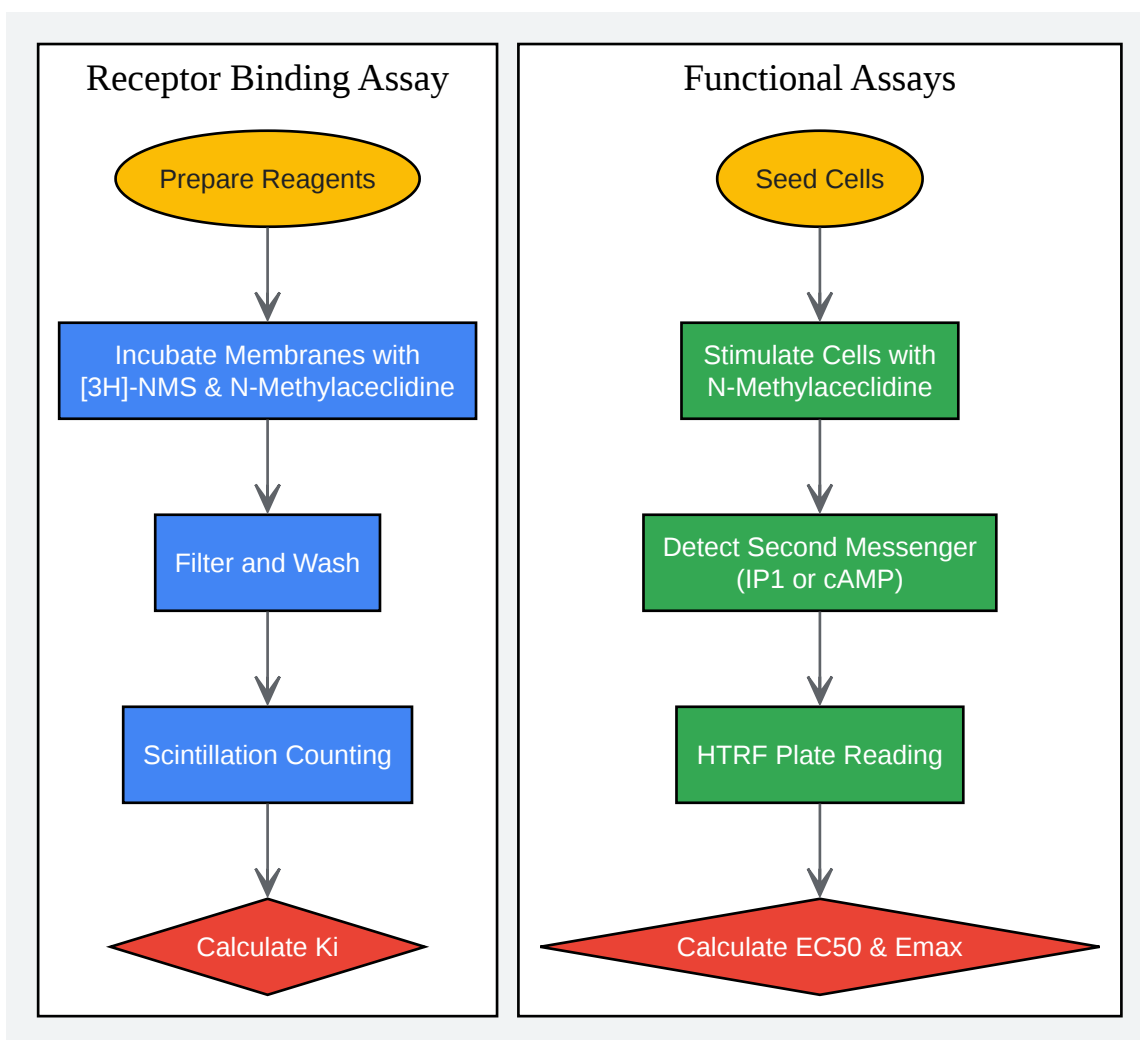 Receptor Binding Assay
Prepare Reagents
Incubate Membranes with
[3H]-NMS & N-Methylaceclidine
Filter and Wash
Scintillation Counting
Calculate Ki
Functional Assays
Seed Cells
Stimulate Cells with
N-Methylaceclidine
Detect Second Messenger
(IP1 or cAMP)
HTRF Plate Reading
Calculate EC50 & Emax